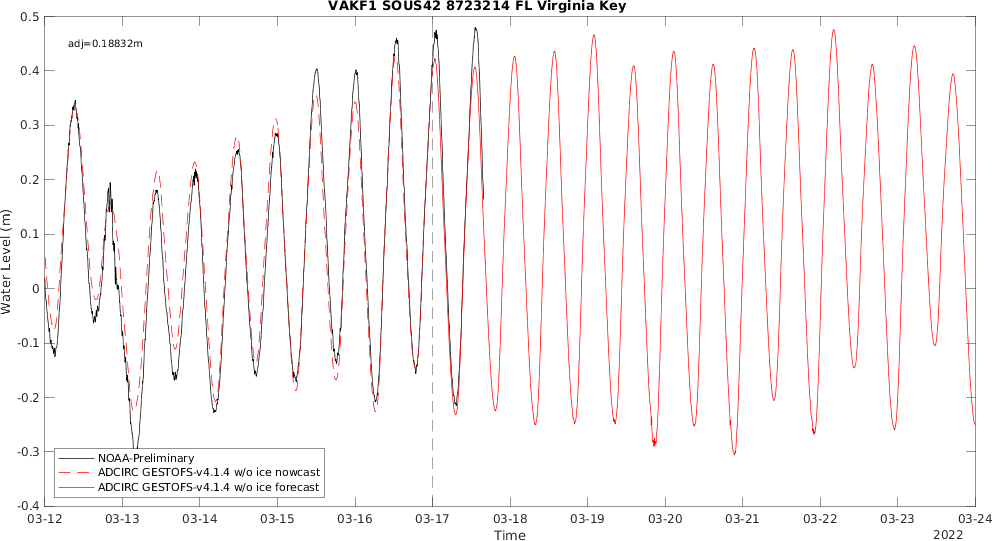 VAKF1 SOUS42 8723214 FL Virginia Key
adj=0.18832m
0.5
0.4
0.3
0.2
0.1
0
-0.1
-0.2
-0.3
-0.4
Water Level (m)
NOAA-Preliminary
ADCIRC GESTOFS-v4.1.4 w/o ice nowcast
ADCIRC GESTOFS-v4.1.4 w/o ice forecast
03-12 03-13 03-14 03-15 03-16 03-17 03-18 03-19 03-20 03-21 03-22 03-23 03-24
Time
2022